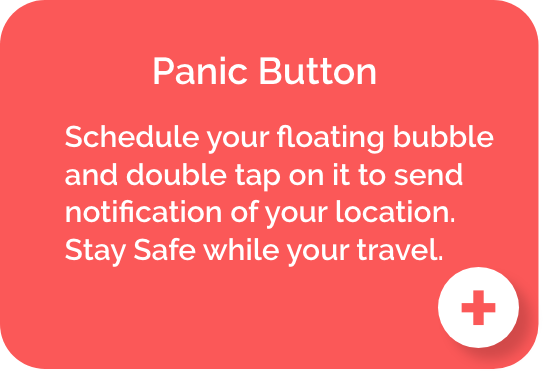 Panic Button
Schedule your floating bubble
and double tap on it to send
notification of your location.
Stay Safe while your travel.